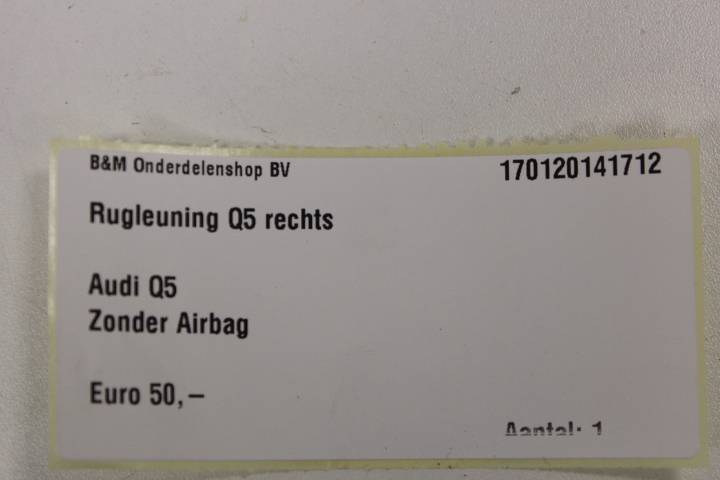 B&M Onderdelenshop BV 170120141712
Rugleuning Q5 rechts
Audi Q5
Zonder Airbag
Euro 50,–
Aantal: 1